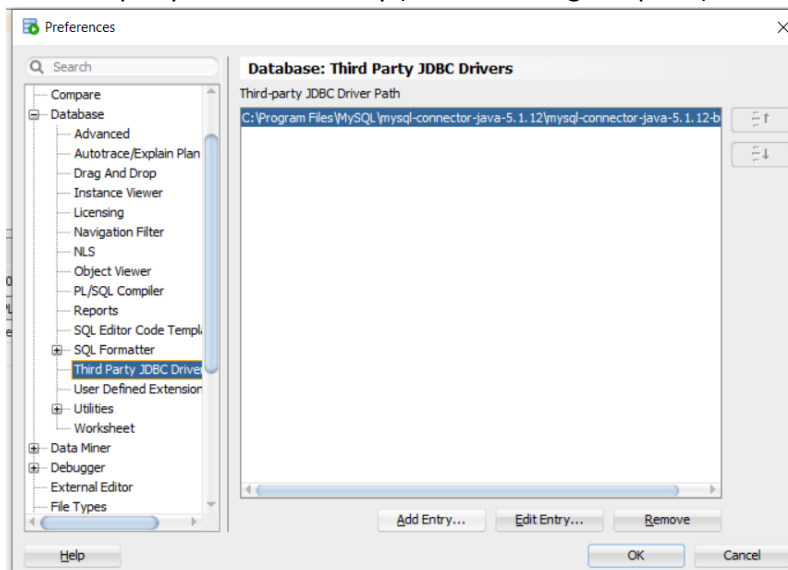 Preferences
Search
Compare
Database
Advanced
Autotrace/Explain Plan
Drag And Drop
Instance Viewer
Licensing
Navigation Filter
NLS
Object Viewer
PL/SQL Compiler
Reports
SQL Editor Code Templa
SQL Formatter
Third Party JDBC Driver
User Defined Extension
Utilities
Worksheet
Data Miner
Debugger
External Editor
File Types
Database: Third Party JDBC Drivers
Third-party JDBC Driver Path
C:\Program Files\MySQL\mysql-connector-java-5.1.12\mysql-connector-java-5.1.12-b
Add Entry... Edit Entry... Remove
Help OK Cancel